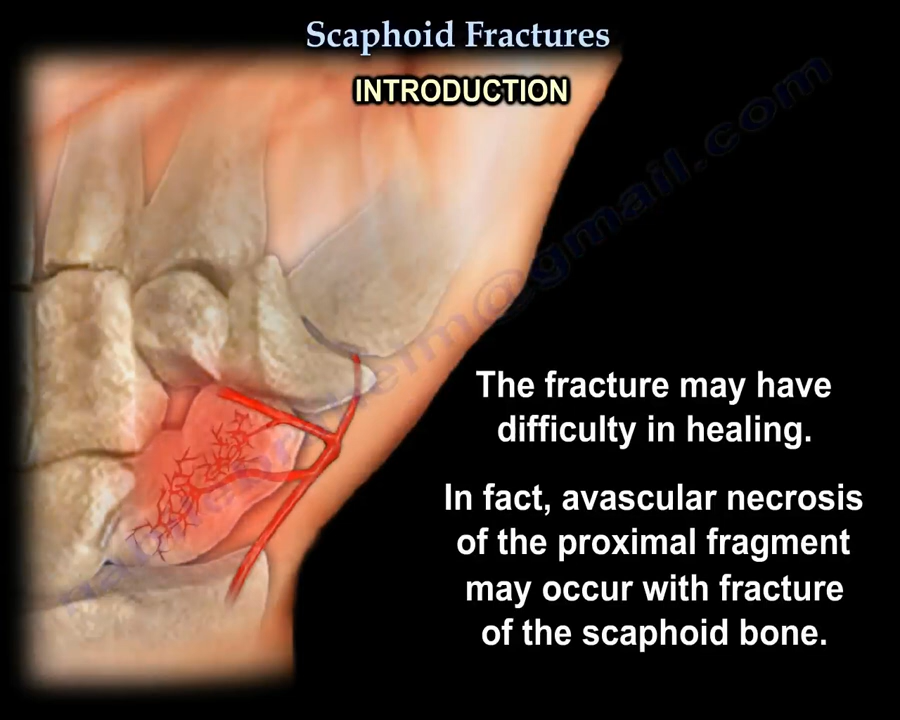 Scaphoid Fractures
INTRODUCTION
The fracture may have
difficulty in healing.
In fact, avascular necrosis
of the proximal fragment
may occur with fracture
of the scaphoid bone.